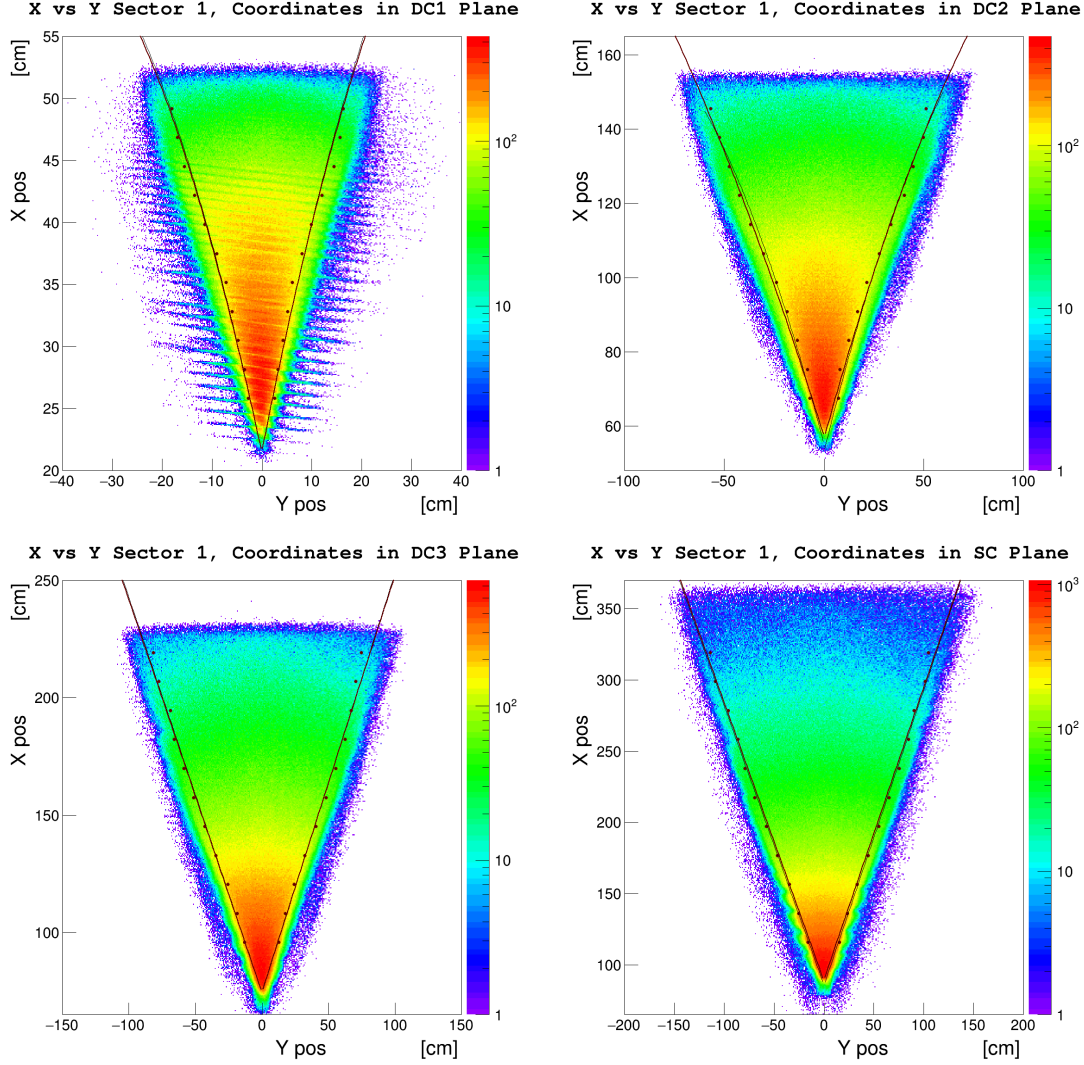 X vs Y Sector 1, Coordinates in DC1 Plane
X pos [cm]
55
50
45
40
35
30
25
20
−40 −30 −20 −10 0 10 20 30 40
Y pos [cm]
10²
10
1
X vs Y Sector 1, Coordinates in DC2 Plane
X pos [cm]
160
140
120
100
80
60
−100 −50 0 50 100
Y pos [cm]
10²
10
1
X vs Y Sector 1, Coordinates in DC3 Plane
X pos [cm]
250
200
150
100
−150 −100 −50 0 50 100 150
Y pos [cm]
10²
10
1
X vs Y Sector 1, Coordinates in SC Plane
X pos [cm]
350
300
250
200
150
100
−200 −150 −100 −50 0 50 100 150 200
Y pos [cm]
10³
10²
10
1